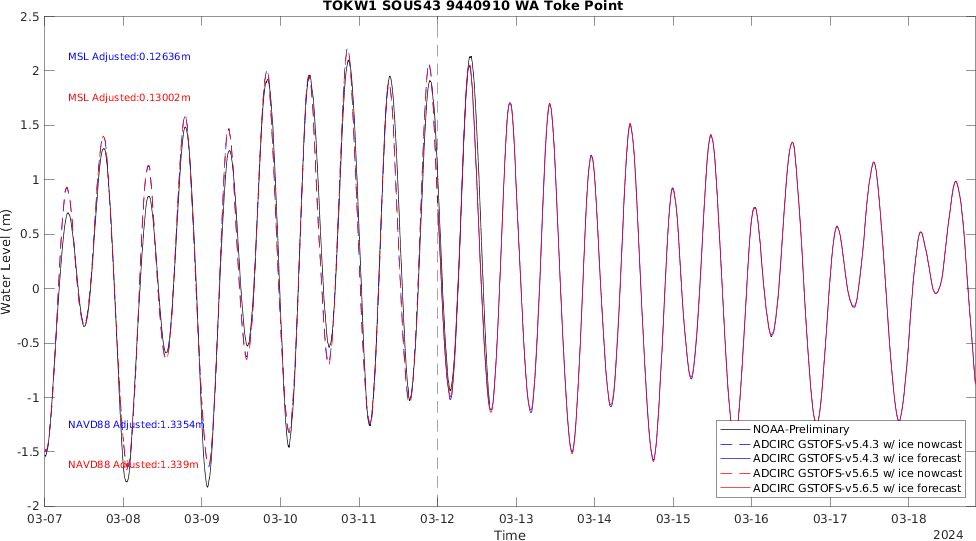 TOKW1 SOUS43 9440910 WA Toke Point
2.5
2
1.5
1
0.5
0
-0.5
-1
-1.5
-2
Water Level (m)
MSL Adjusted:0.12636m
MSL Adjusted:0.13002m
NAVD88 Adjusted:1.3354m
NAVD88 Adjusted:1.339m
NOAA-Preliminary
ADCIRC GSTOFS-v5.4.3 w/ ice nowcast
ADCIRC GSTOFS-v5.4.3 w/ ice forecast
ADCIRC GSTOFS-v5.6.5 w/ ice nowcast
ADCIRC GSTOFS-v5.6.5 w/ ice forecast
03-07 03-08 03-09 03-10 03-11 03-12 03-13 03-14 03-15 03-16 03-17 03-18
Time
2024